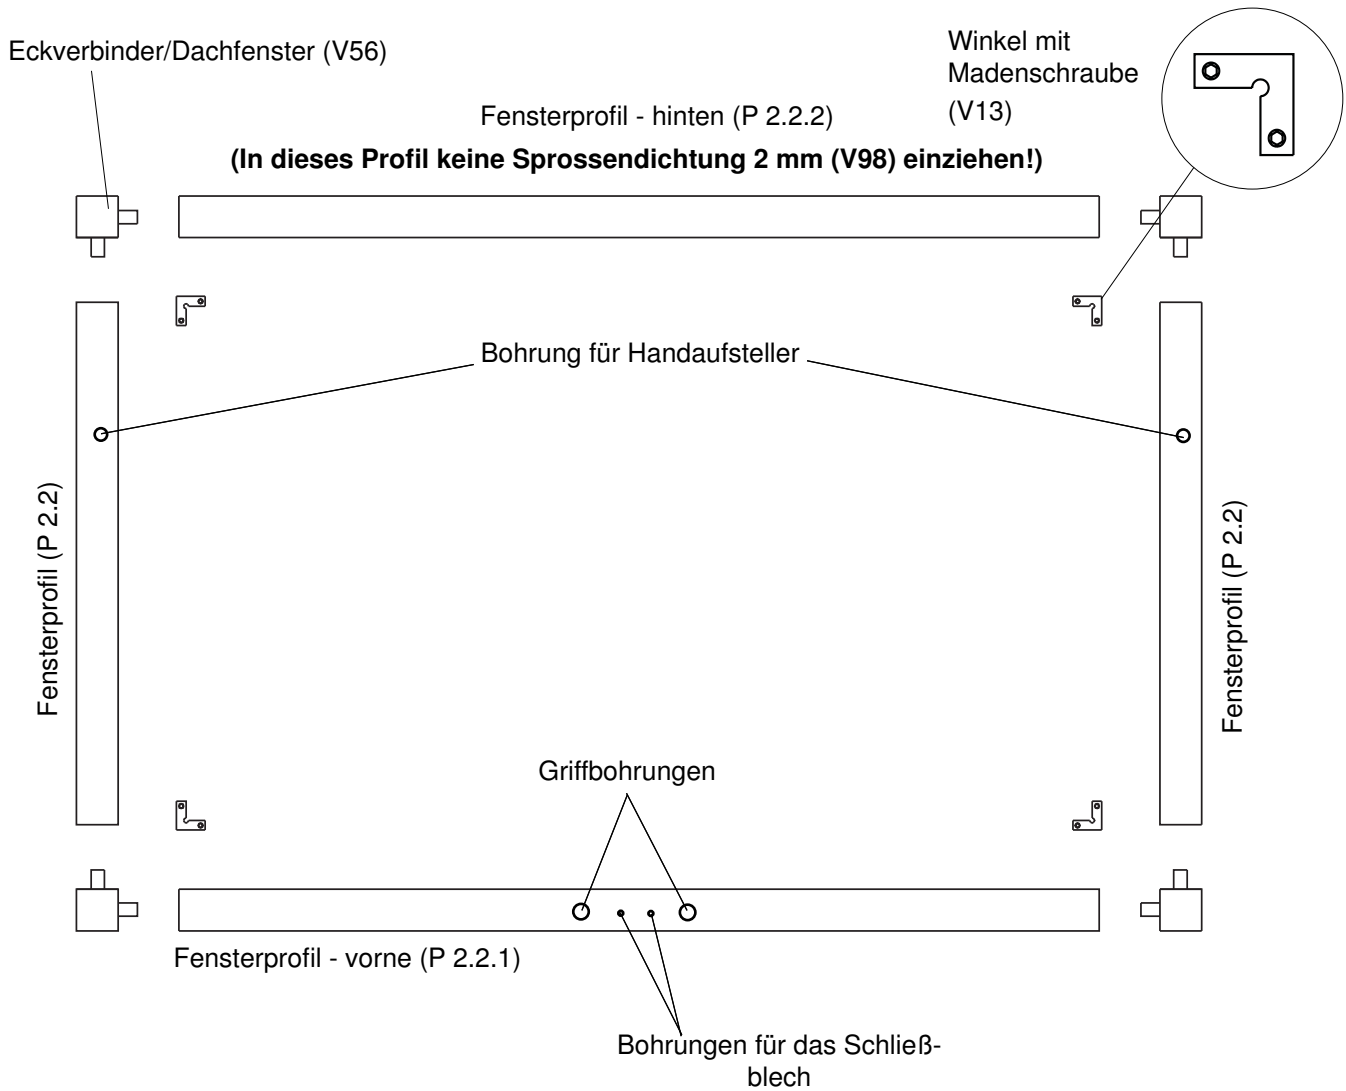 Eckverbinder/Dachfenster (V56)
Winkel mit
Madenschraube
(V13)
Fensterprofil - hinten (P 2.2.2)
(In dieses Profil keine Sprossendichtung 2 mm (V98) einziehen!)
Bohrung für Handaufsteller
Fensterprofil (P 2.2)
Fensterprofil (P 2.2)
Griffbohrungen
Fensterprofil - vorne (P 2.2.1)
Bohrungen für das Schließ-
blech